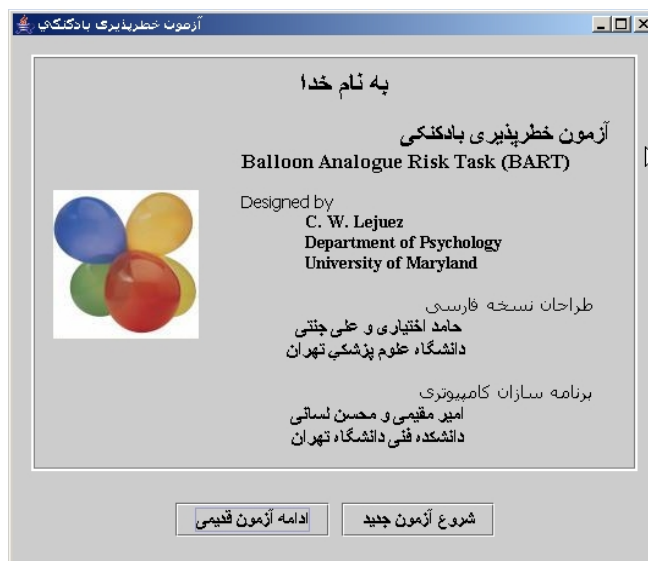 آزمون خطرپذیری بادکنکي
به نام خدا
آزمون خطرپذیری بادکنکی
Balloon Analogue Risk Task (BART)
Designed by
C. W. Lejuez
Department of Psychology
University of Maryland
طراحان نسخه فارسی
حامد اختیاری و علی جنتی
دانشگاه علوم پزشکي تهران
برنامه سازان کامپیوتری
امیر مقیمی و محسن لسانی
دانشکده فنی دانشگاه تهران
شروع آزمون جدید
ادامه آزمون قدیمی